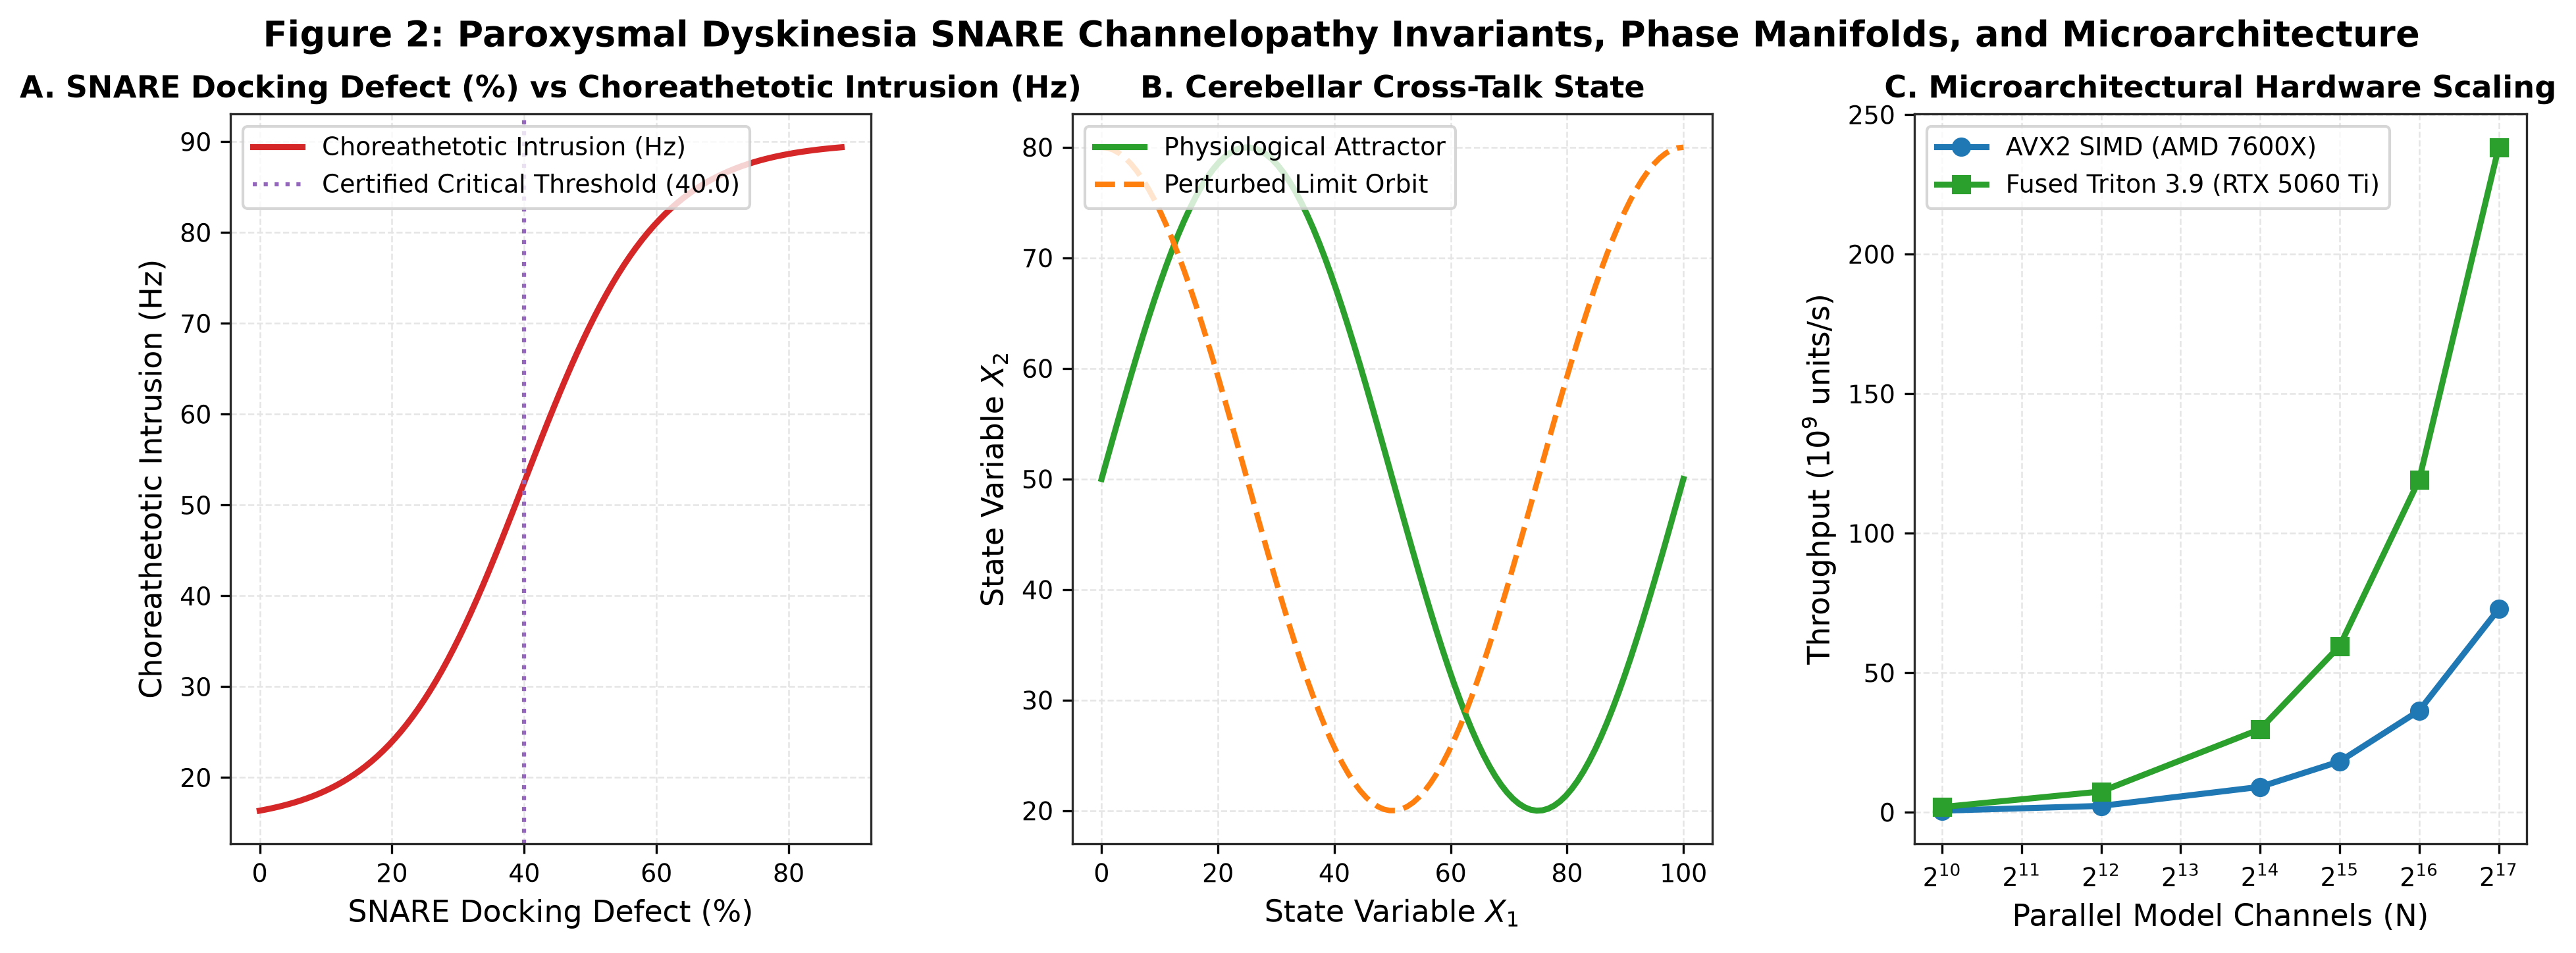 Figure 2: Paroxysmal Dyskinesia SNARE Channelopathy Invariants, Phase Manifolds, and Microarchitecture
A. SNARE Docking Defect (%) vs Choreathetotic Intrusion (Hz)
Choreathetotic Intrusion (Hz)
Certified Critical Threshold (40.0)
Choreathetotic Intrusion (Hz)
90
80
70
60
50
40
30
20
0 20 40 60 80
SNARE Docking Defect (%)
B. Cerebellar Cross-Talk State
Physiological Attractor
Perturbed Limit Orbit
State Variable X₂
80
70
60
50
40
30
20
0 20 40 60 80 100
State Variable X₁
C. Microarchitectural Hardware Scaling
AVX2 SIMD (AMD 7600X)
Fused Triton 3.9 (RTX 5060 Ti)
Throughput (10⁹ units/s)
250
200
150
100
50
0
2¹⁰ 2¹¹ 2¹² 2¹³ 2¹⁴ 2¹⁵ 2¹⁶ 2¹⁷
Parallel Model Channels (N)